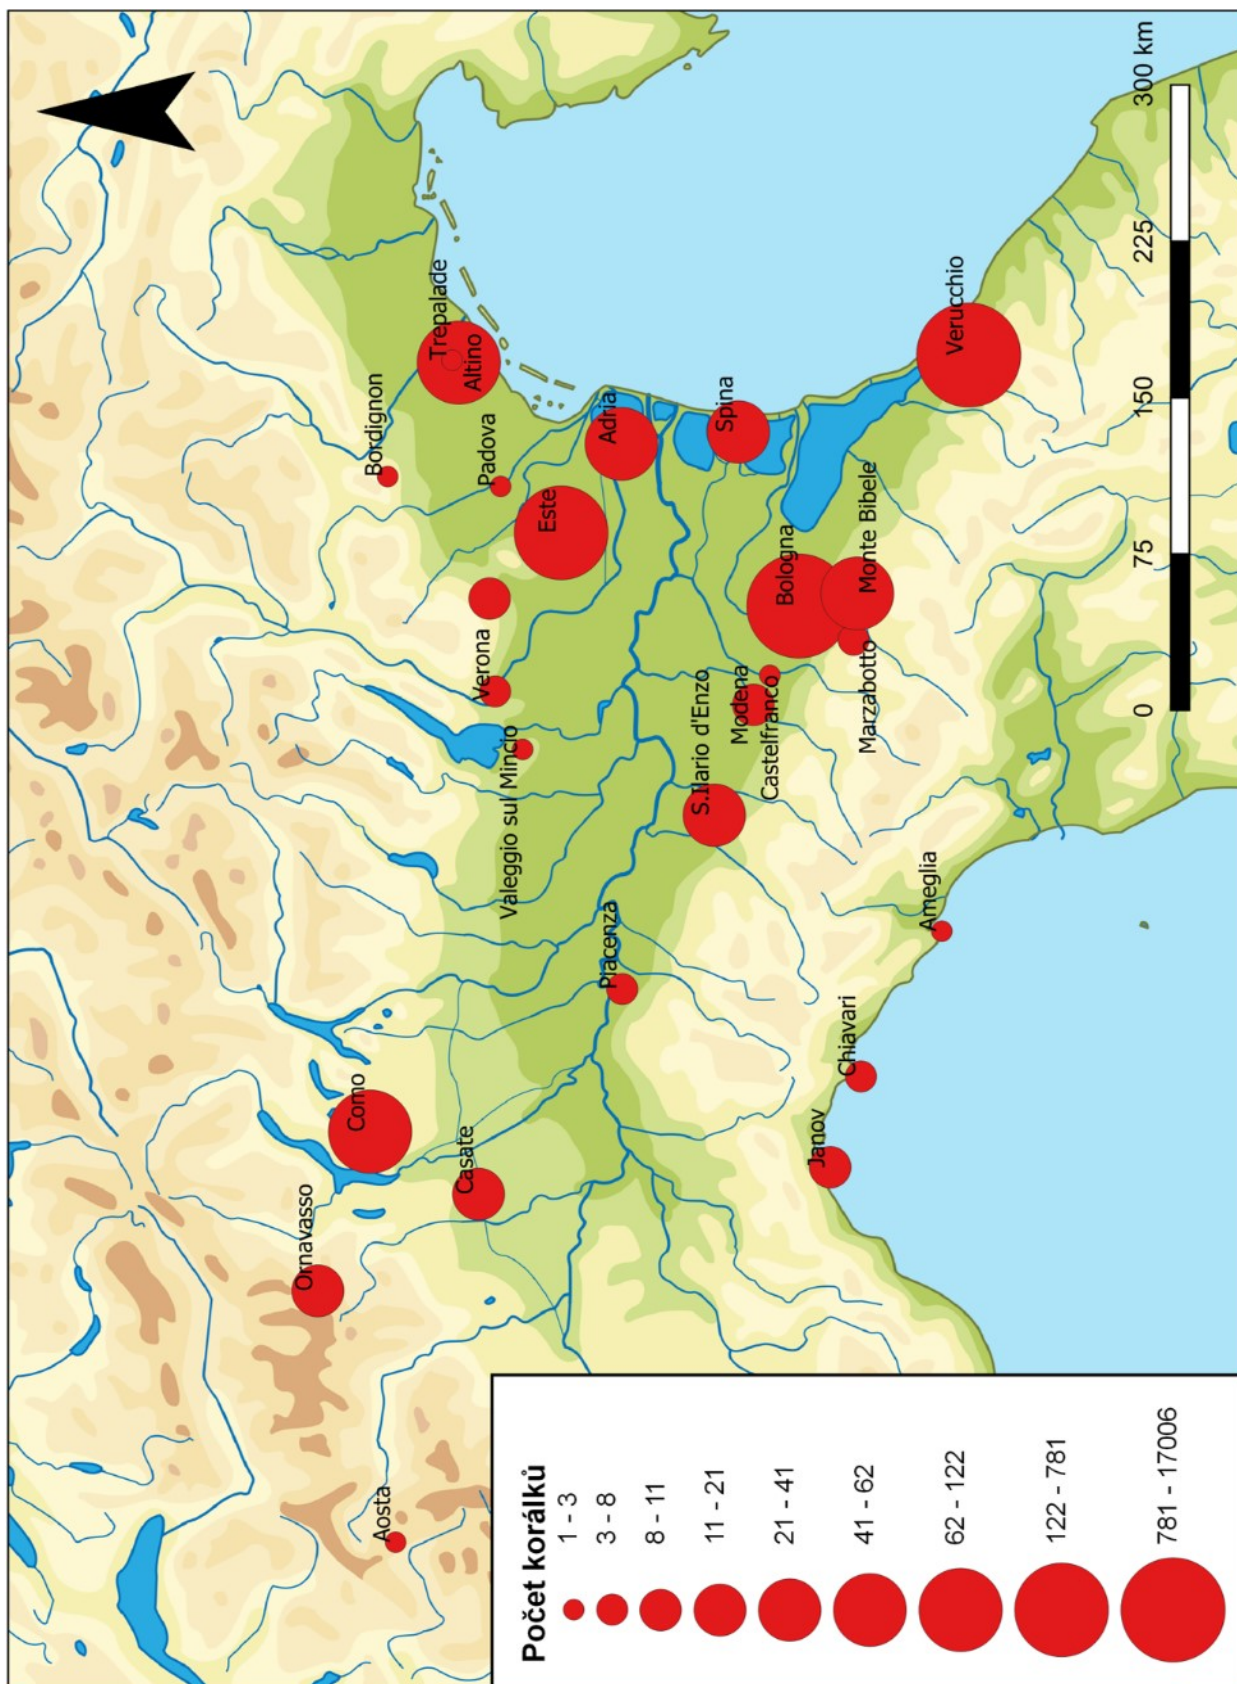 Bordignon
Trepalade
Altino
Padova
Este
Adria
Verona
Valeggio sul Mincio
Spina
Bologna
Monte Bibele
Marzabotto
Modena
Castelfranco
S.Ilario d'Enzo
Verucchio
Piacenza
Como
Casate
Ornavasso
Aosta
Ameglia
Chiavari
Janov
Počet korálků
1 - 3
3 - 8
8 - 11
11 - 21
21 - 41
41 - 62
62 - 122
122 - 781
781 - 17006
0
75
150
225
300 km